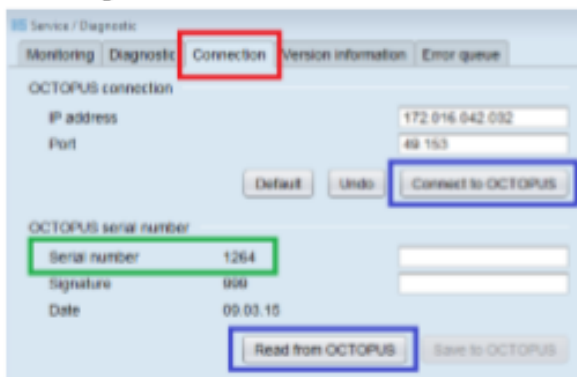 Service / Diagnostic
Monitoring Diagnostic Connection Version information Error queue
OCTOPUS connection
IP address 172.016.042.032
Port 49.153
Default Undo Connect to OCTOPUS
OCTOPUS serial number
Serial number 1264
Signature 999
Date 09.03.15
Read from OCTOPUS Save to OCTOPUS